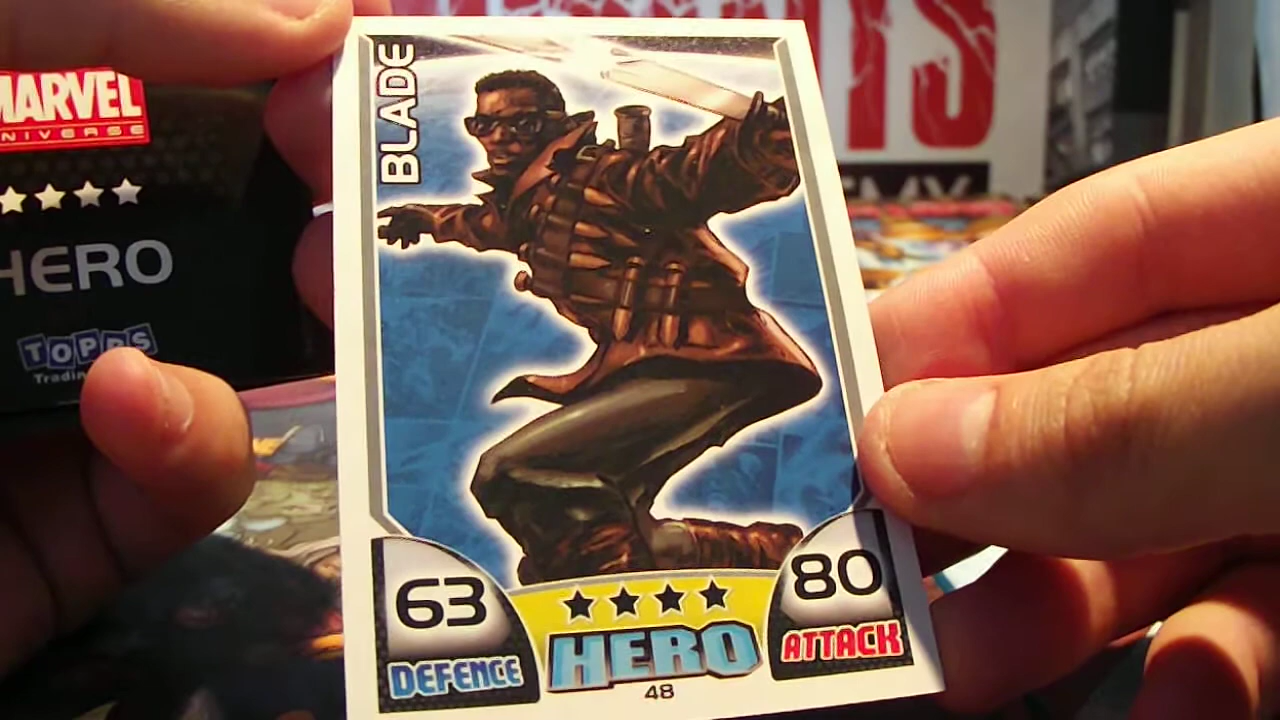 MARVEL
UNIVERSE
HERO
TOPPS
BLADE
63
DEFENCE
HERO
48
80
ATTACK